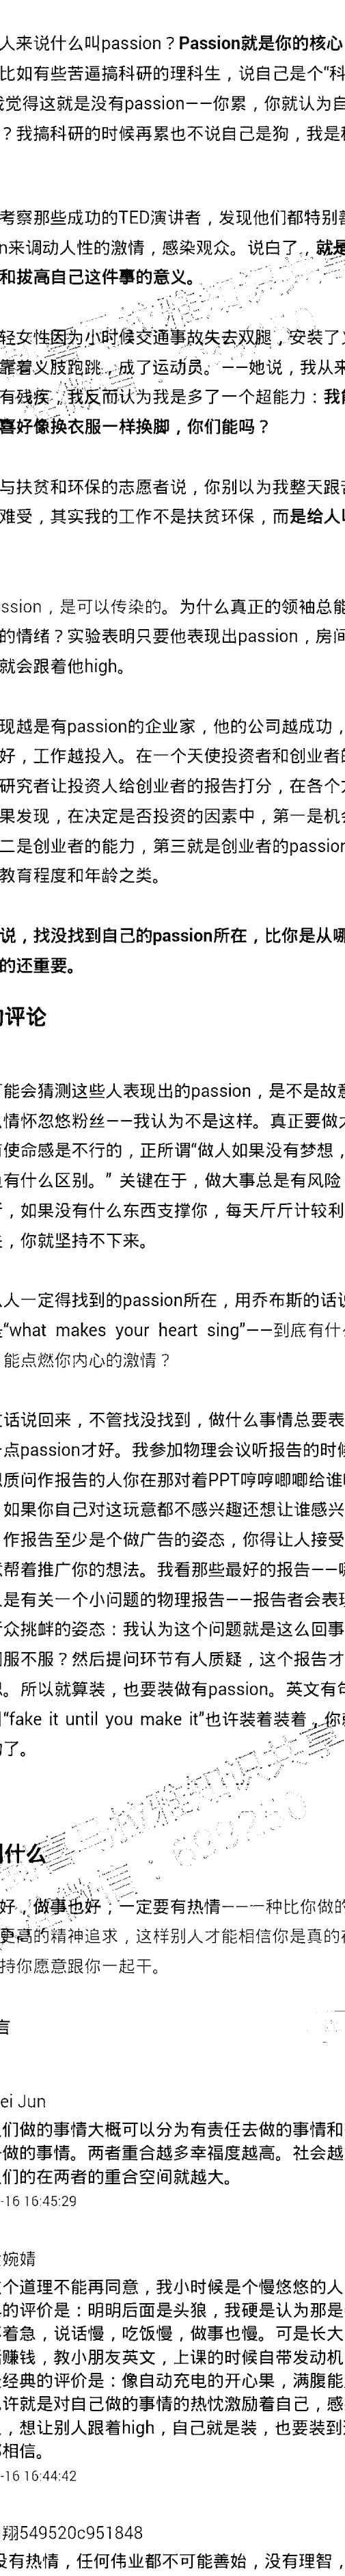 人来说什么叫passion？Passion就是你的核心
比如有些苦逼搞科研的理科生，说自己是个“科
觉得这就是没有passion——你累，你就认为自
？我搞科研的时候再累也不说自己是狗，我是
考察那些成功的TED演讲者，发现他们都特别
n来调动人性的激情，感染观众。说白了，就是
和拔高自己这件事的意义。
轻女性因为小时候交通事故失去双腿，安装了
靠着义肢跑跳，成了运动员。——她说，我从来
有残疾，我反而认为我是多了一个超能力：我
喜好像换衣服一样换脚，你们能吗？
与扶贫和环保的志愿者说，你别以为我整天跟
难受，其实我的工作不是扶贫环保，而是给人
ssion，是可以传染的。为什么真正的领袖总能
的情绪？实验表明只要他表现出passion，房间
就会跟着他high。
现越是有passion的企业家，他的公司越成功，
好，工作越投入。在一个天使投资者和创业者的
研究者让投资人给创业者的报告打分，在各个
果发现，在决定是否投资的因素中，第一是机
二是创业者的能力，第三就是创业者的passion
教育程度和年龄之类。
说，找没找到自己的passion所在，比你是从哪
的还重要。
的评论
可能会猜测这些人表现出的passion，是不是故意
情怀忽悠粉丝——我认为不是这样。真正要做
有使命感是不行的，正所谓“做人如果没有梦想，
有什么区别。” 关键在于，做大事总是有风险
，如果没有什么东西支撑你，每天斤斤计较利
，你就坚持不下来。
人一定得找到的passion所在，用乔布斯的话说
“what makes your heart sing”——到底有什
能点燃你内心的激情？
话说回来，不管找没找到，做什么事情总要表
点passion才好。我参加物理会议听报告的时候
质问作报告的人你在那对着PPT哼哼唧唧给谁
如果你自己对这玩意都不感兴趣还想让谁感兴
作报告至少是个做广告的姿态，你得让人接受
帮着推广你的想法。我看那些最好的报告——
是有关一个小问题的物理报告——报告者会表现
众挑衅的姿态：我认为这个问题就是这么回事
服不服？然后提问环节有人质疑，这个报告才
。所以就算装，也要装做有passion。英文有
“fake it until you make it”也许装着装着，你
了。
什么
好，做事也好，一定要有热情——一种比你做的
更高的精神追求，这样别人才能相信你是真的
持你愿意跟你一起干。
言
ei Jun
们做的事情大概可以分为有责任去做的事情和
做的事情。两者重合越多幸福度越高。社会越
们的在两者的重合空间就越大。
-16 16:45:29
婉婧
个道理不能再同意，我小时候是个慢悠悠的人
的评价是：明明后面是头狼，我硬是认为那是
着急，说话慢，吃饭慢，做事也慢。可是长大
赚钱，教小朋友英文，上课的时候自带发动机
经典的评价是：像自动充电的开心果，满腹能
许就是对自己做的事情的热忱激励着自己，感
，想让别人跟着high，自己就是装，也要装到
相信。
-16 16:44:42
翔549520c951848
没有热情，任何伟业都不可能善始，没有理智，